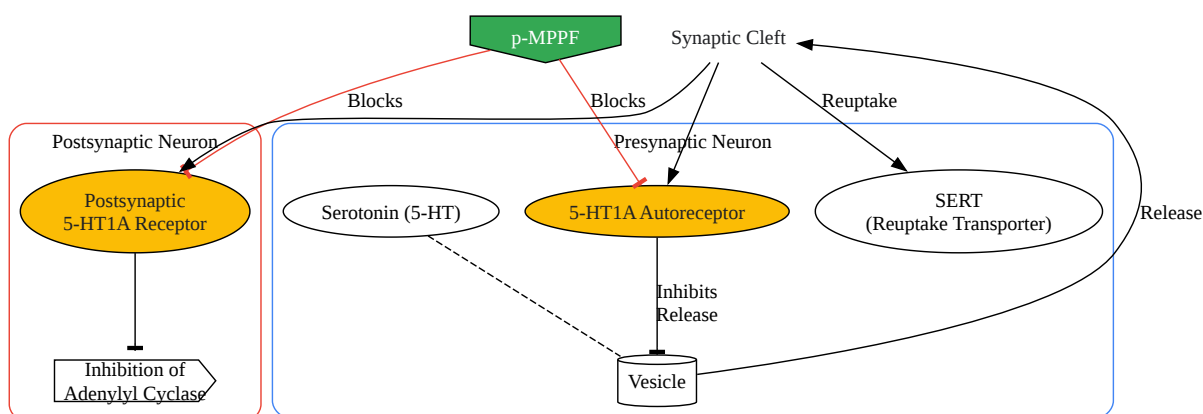 p-MPPF
Synaptic Cleft
Blocks
Blocks
Reuptake
Postsynaptic Neuron
Presynaptic Neuron
Postsynaptic
5-HT1A Receptor
Serotonin (5-HT)
5-HT1A Autoreceptor
SERT
(Reuptake Transporter)
Release
Inhibits
Release
Inhibition of
Adenylyl Cyclase
Vesicle